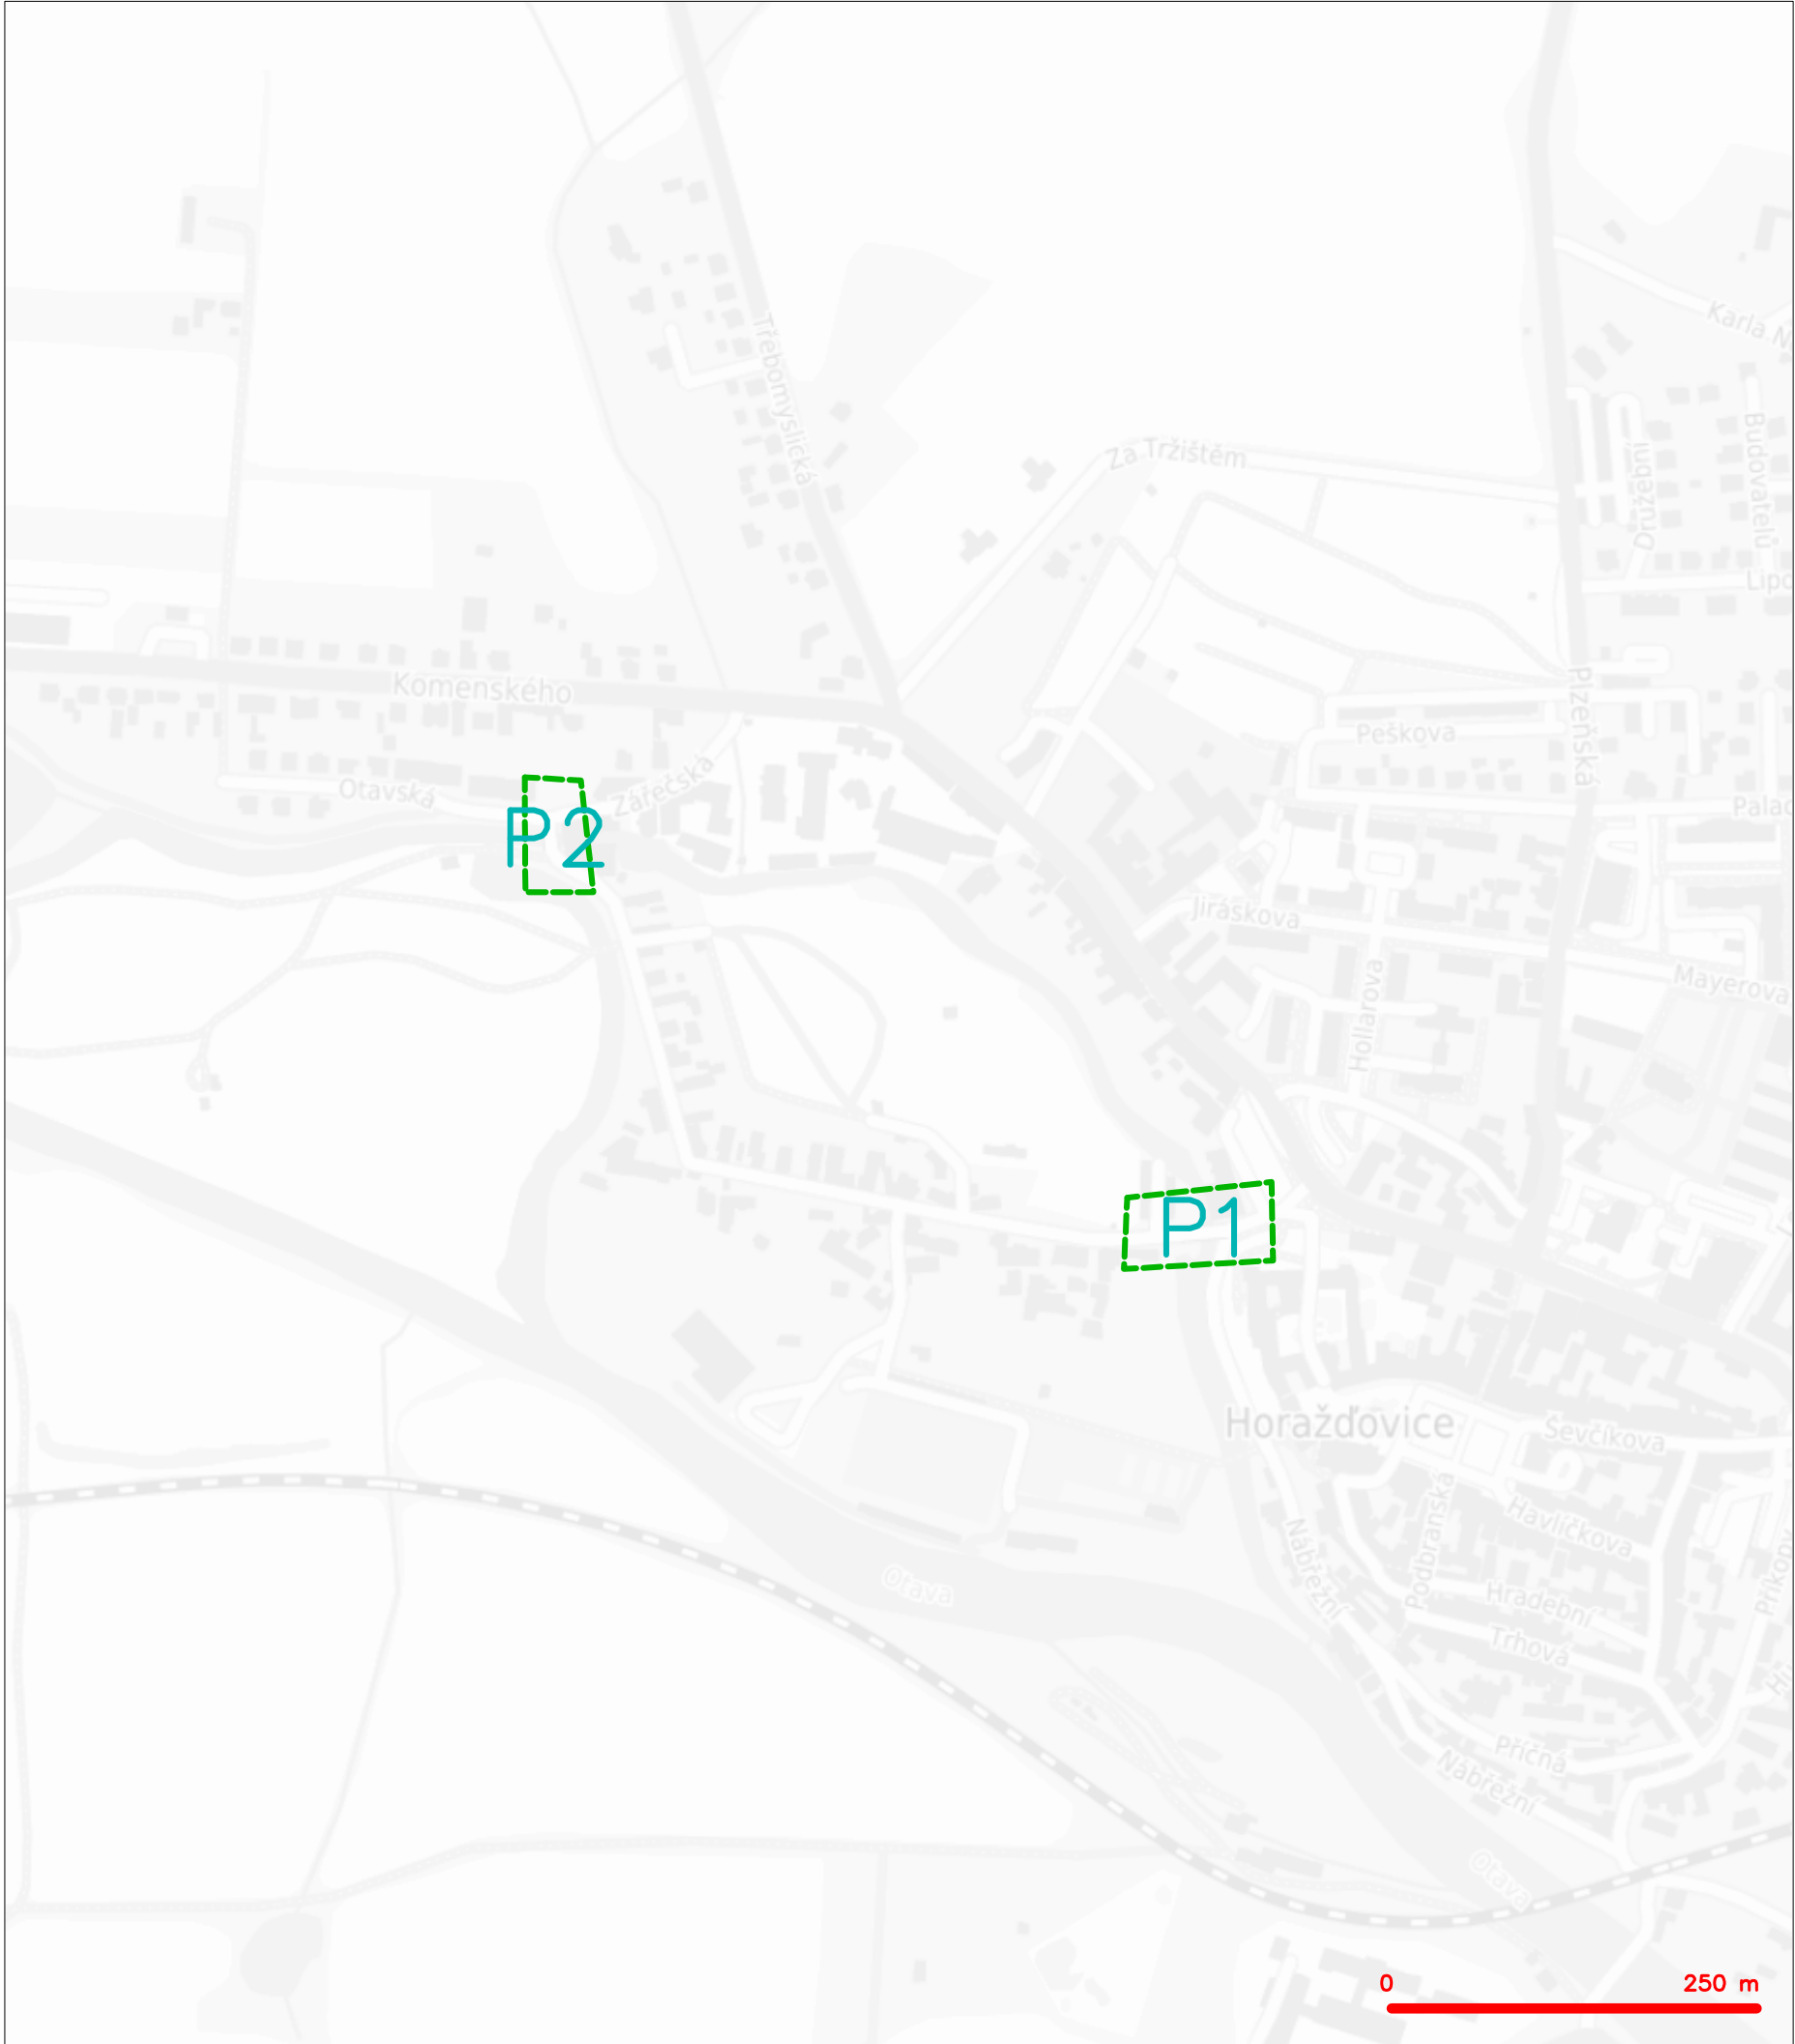 Karla N
Třebomyslická
Za Tržištěm
Budovatelů
Družební
Lipo
Komenského
Plzeňská
Peškova
Otavská
Zářečská
P2
Palac
Jiráskova
Mayerova
Hollarova
P1
Horažďovice
Ševčíkova
Havlíčkova
Podbranská
Nábřežní
Příkopy
Otava
Hradební
Trhová
Příčná
Nábřežní
Otava
0 250 m